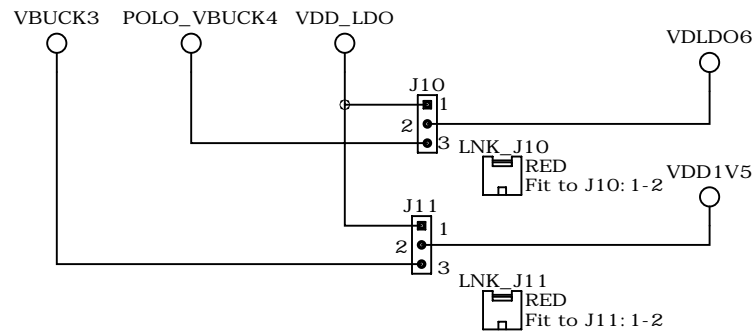 VBUCK3
POLO_VBUCK4
VDD_LDO
VDLDO6
J10
1
2
3
LNK_J10
RED
Fit to J10:1-2
VDD1V5
J11
1
2
3
LNK_J11
RED
Fit to J11:1-2